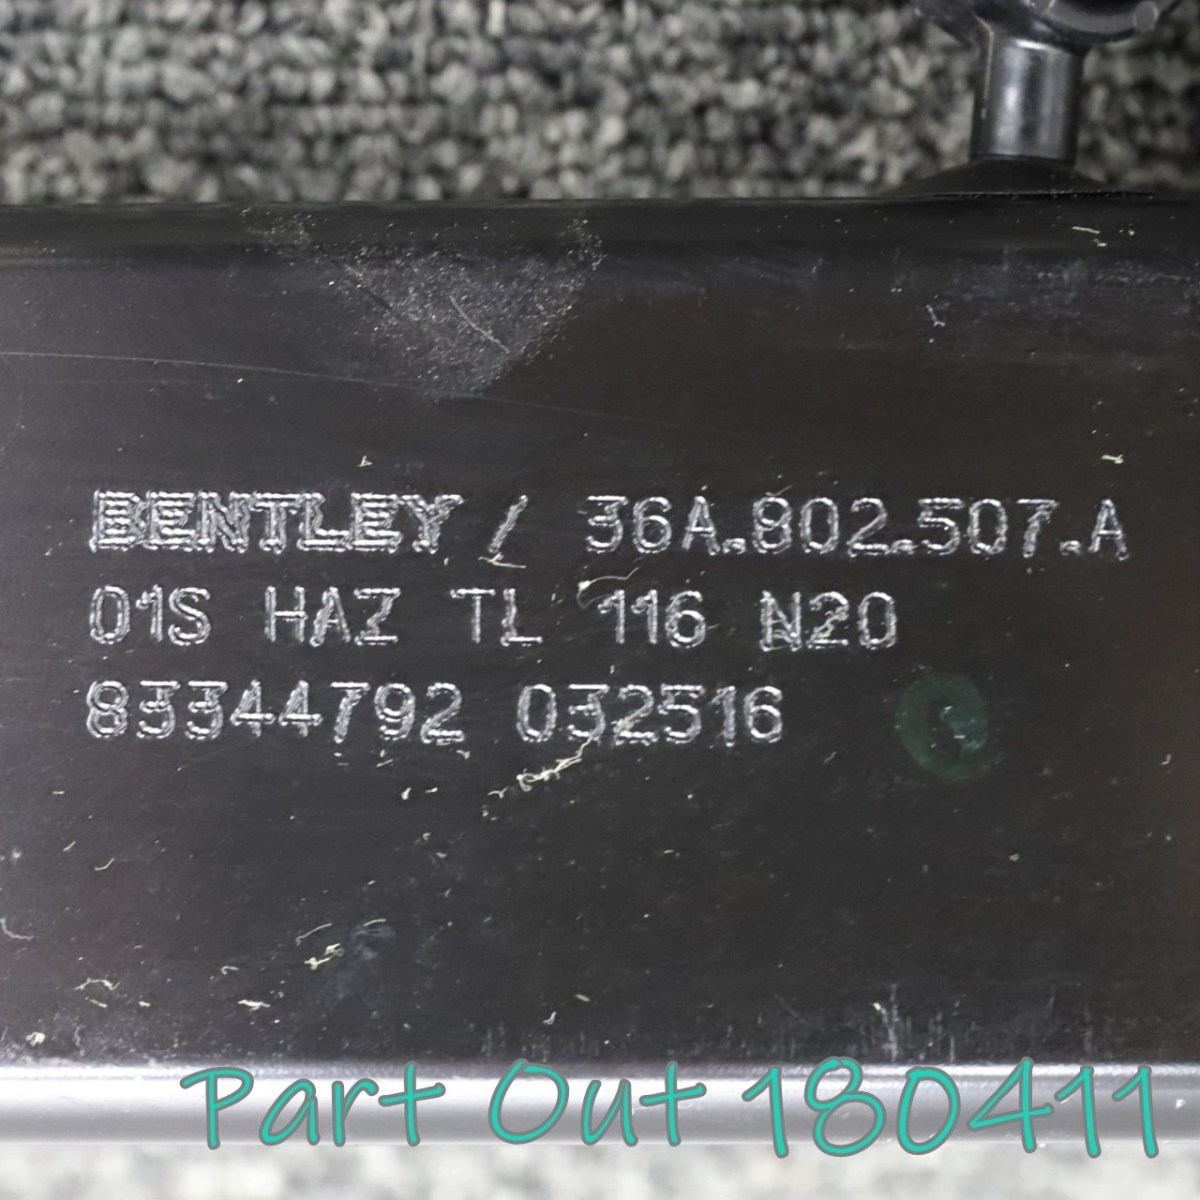 BENTLEY / 36A.802.507.A
01S HAZ TL 116 N20
83344792 032516
Part Out 180411